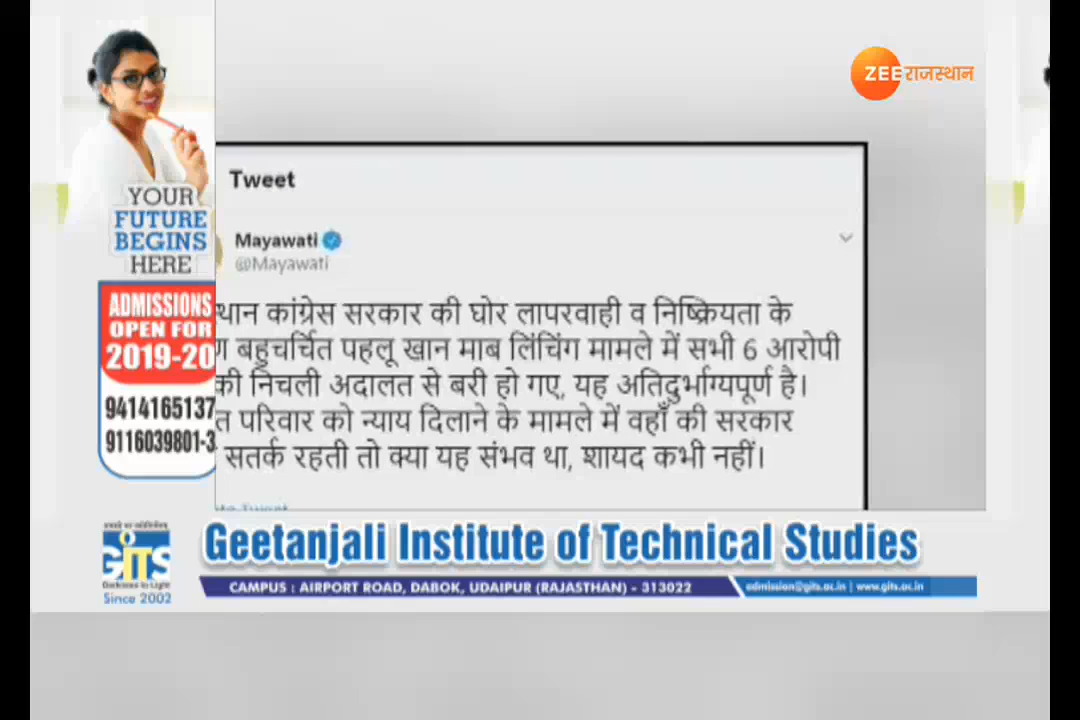 ZEE राजस्थान
Tweet
Mayawati
@Mayawati
थान कांग्रेस सरकार की घोर लापरवाही व निष्क्रियता के
बहुचर्चित पहलू खान माब लिंचिंग मामले में सभी 6 आरोपी
की निचली अदालत से बरी हो गए, यह अतिदुर्भाग्यपूर्ण है।
त परिवार को न्याय दिलाने के मामले में वहाँ की सरकार
सतर्क रहती तो क्या यह संभव था, शायद कभी नहीं।
YOUR
FUTURE
BEGINS
HERE
ADMISSIONS
OPEN FOR
2019-20
9414165137
9116039801-3
GITS
Darkness to Light
Since 2002
Geetanjali Institute of Technical Studies
CAMPUS : AIRPORT ROAD, DABOK, UDAIPUR (RAJASTHAN) - 313022
admission@gits.ac.in | www.gits.ac.in